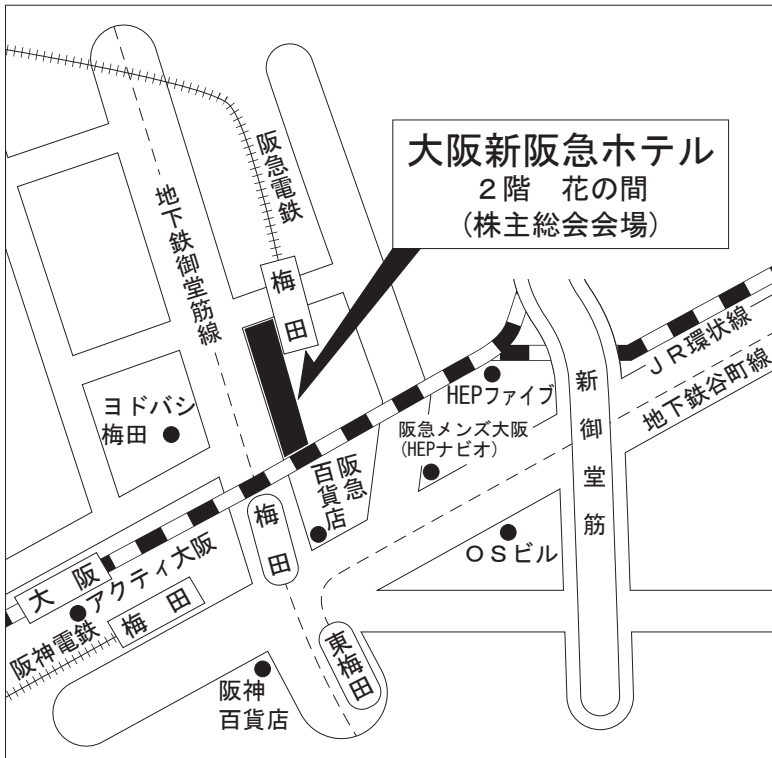 大阪新阪急ホテル
2階　花の間
(株主総会会場)
阪急電鉄
地下鉄御堂筋線
梅田
ヨドバシ
梅田
HEPファイブ
阪急メンズ大阪
(HEPナビオ)
JR環状線
地下鉄谷町線
新御堂筋
阪急
百貨店
梅田
OSビル
大阪
アクティ大阪
梅田
阪神電鉄
東梅田
阪神
百貨店